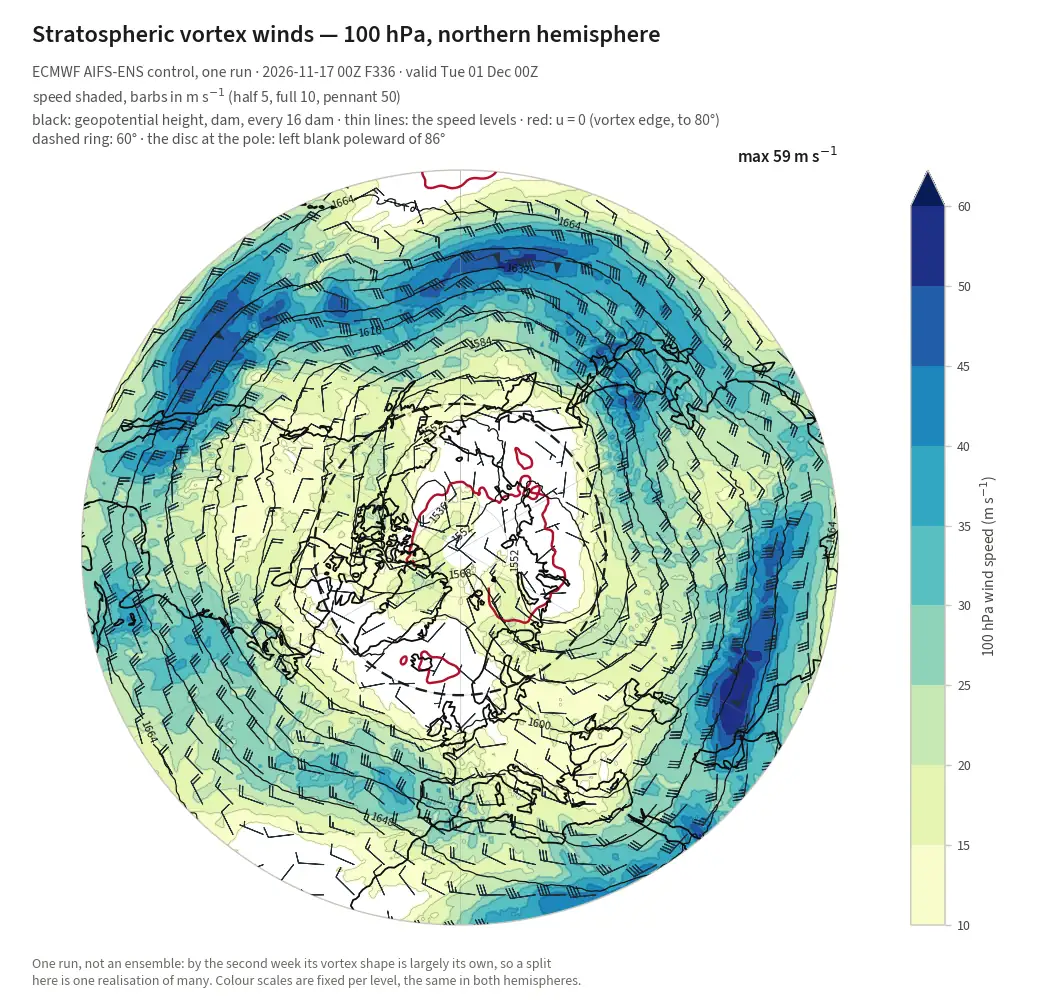 Stratospheric vortex winds — 100 hPa, northern hemisphere
ECMWF AIFS-ENS control, one run · 2026-11-17 00Z F336 · valid Tue 01 Dec 00Z
speed shaded, barbs in m s⁻¹ (half 5, full 10, pennant 50)
black: geopotential height, dam, every 16 dam · thin lines: the speed levels · red: u = 0 (vortex edge, to 80°)
dashed ring: 60° · the disc at the pole: left blank poleward of 86°
max 59 m s⁻¹
1664
1664
1632
1616
1584
1536
1552
1568
1664
1600
1664
1648
60
50
45
40
35
30
25
20
15
10
100 hPa wind speed (m s⁻¹)
One run, not an ensemble: by the second week its vortex shape is largely its own, so a split
here is one realisation of many. Colour scales are fixed per level, the same in both hemispheres.